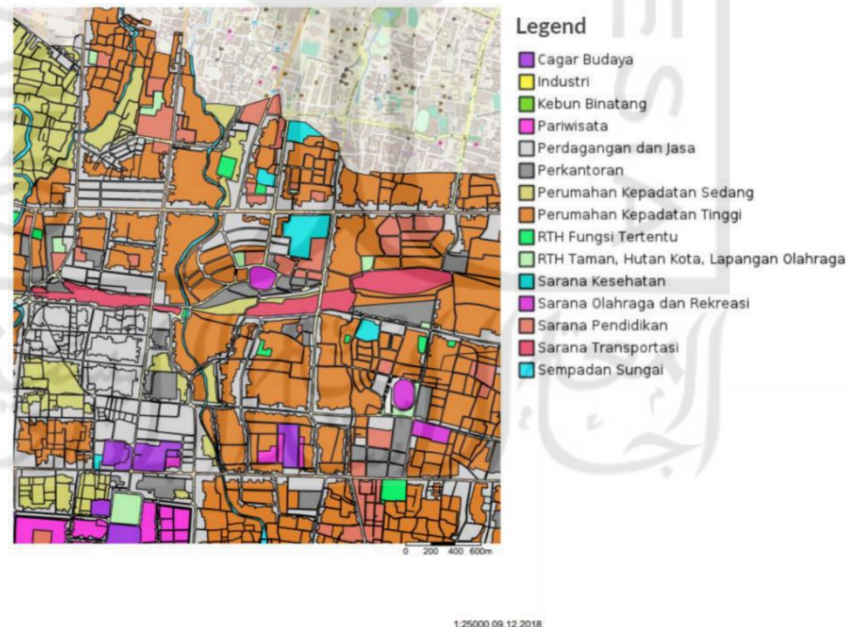 Legend
Cagar Budaya
Industri
Kebun Binatang
Pariwisata
Perdagangan dan Jasa
Perkantoran
Perumahan Kepadatan Sedang
Perumahan Kepadatan Tinggi
RTH Fungsi Tertentu
RTH Taman, Hutan Kota, Lapangan Olahraga
Sarana Kesehatan
Sarana Olahraga dan Rekreasi
Sarana Pendidikan
Sarana Transportasi
Sempadan Sungai
0 200 400 600m
1:25000 09.12.2018